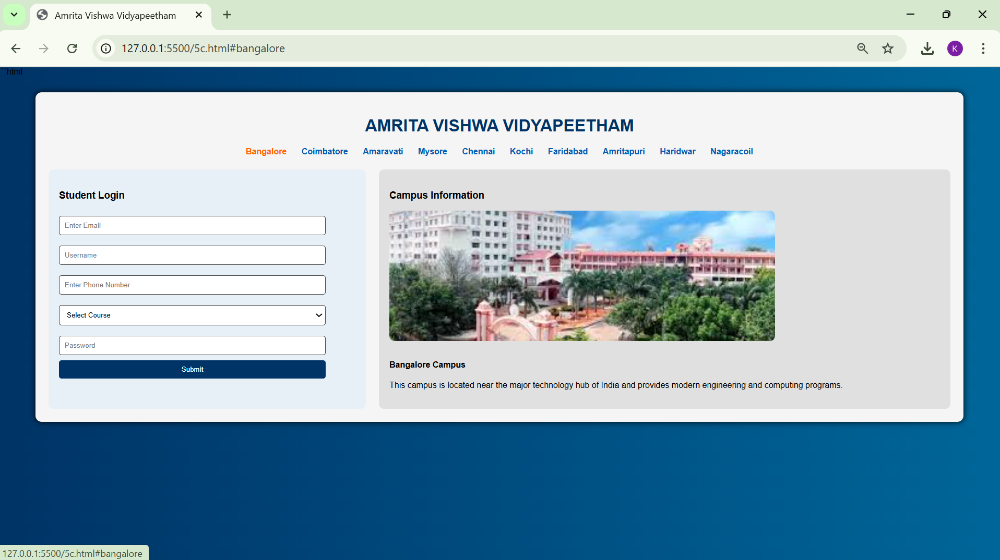 Amrita Vishwa Vidyapeetham
127.0.0.1:5500/5c.html#bangalore
K
``html
AMRITA VISHWA VIDYAPEETHAM
Bangalore Coimbatore Amaravati Mysore Chennai Kochi Faridabad Amritapuri Haridwar Nagaracoil
Student Login
Enter Email
Username
Enter Phone Number
Select Course
Password
Submit
Campus Information
Bangalore Campus
This campus is located near the major technology hub of India and provides modern engineering and computing programs.
127.0.0.1:5500/5c.html#bangalore